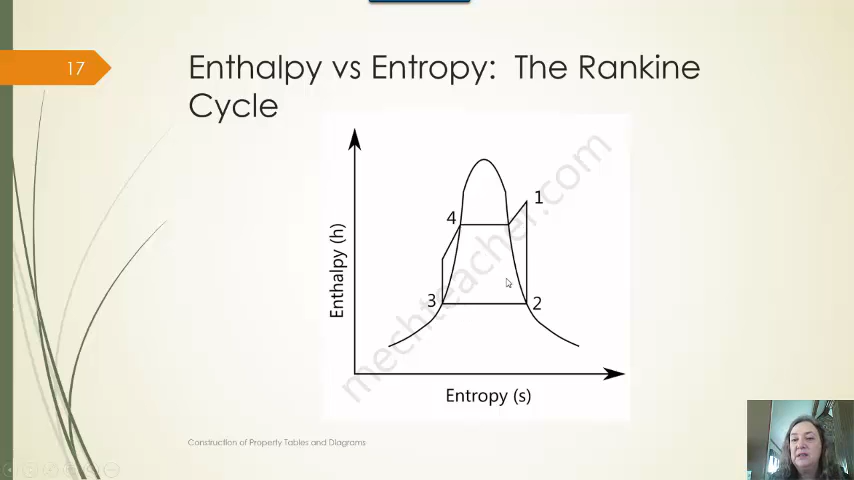 17
Enthalpy vs Entropy: The Rankine
Cycle
1
4
3
2
Enthalpy (h)
mechteacher.com
Entropy (s)
Construction of Property Tables and Diagrams